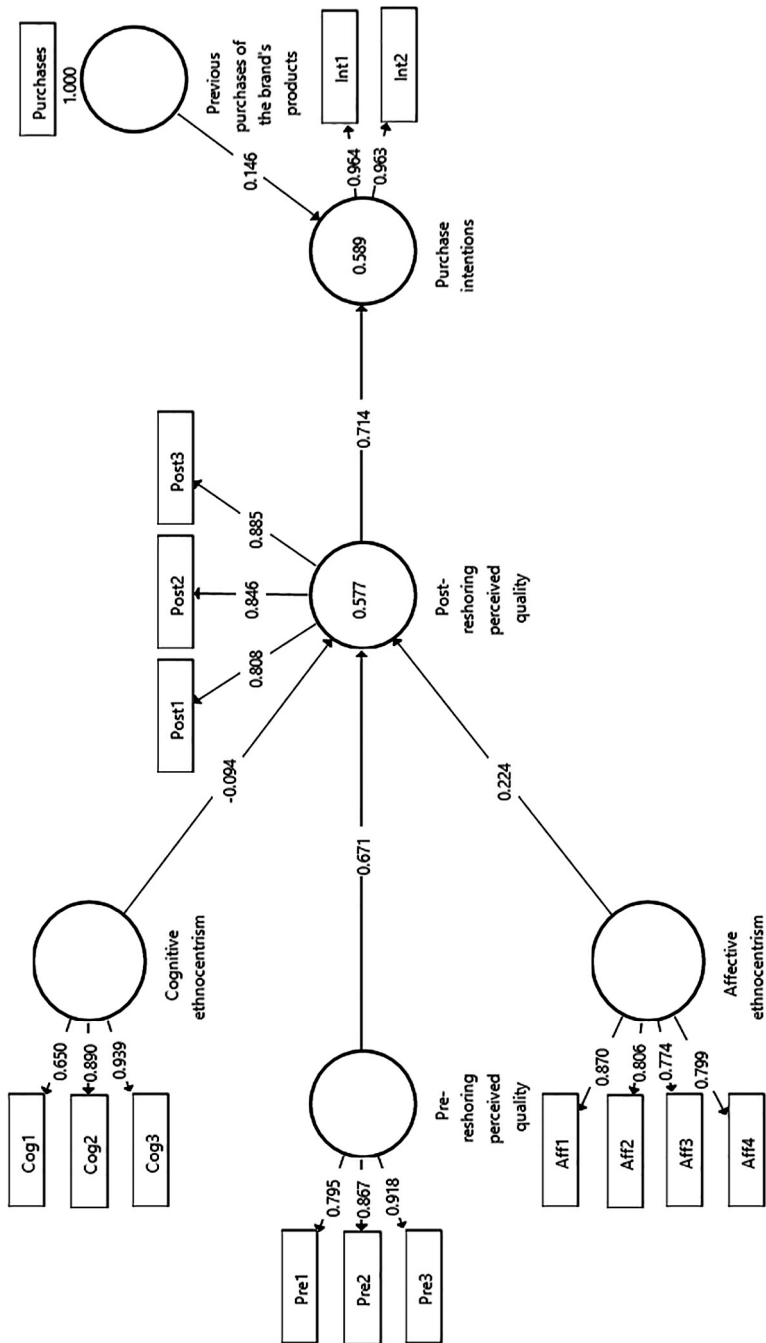 Purchases
1.000
Previous
purchases of
the brand's
products
0.146
Int1
Int2
0.964
0.963
0.589
Purchase
intentions
0.714
Post1
Post2
Post3
0.808
0.846
0.885
0.577
Post-
reshoring
perceived
quality
-0.094
0.671
0.224
Cog1
Cog2
Cog3
0.650
0.890
0.939
Cognitive
ethnocentrism
Pre1
Pre2
Pre3
0.795
0.867
0.918
Pre-
reshoring
perceived
quality
Aff1
Aff2
Aff3
Aff4
0.870
0.806
0.774
0.799
Affective
ethnocentrism